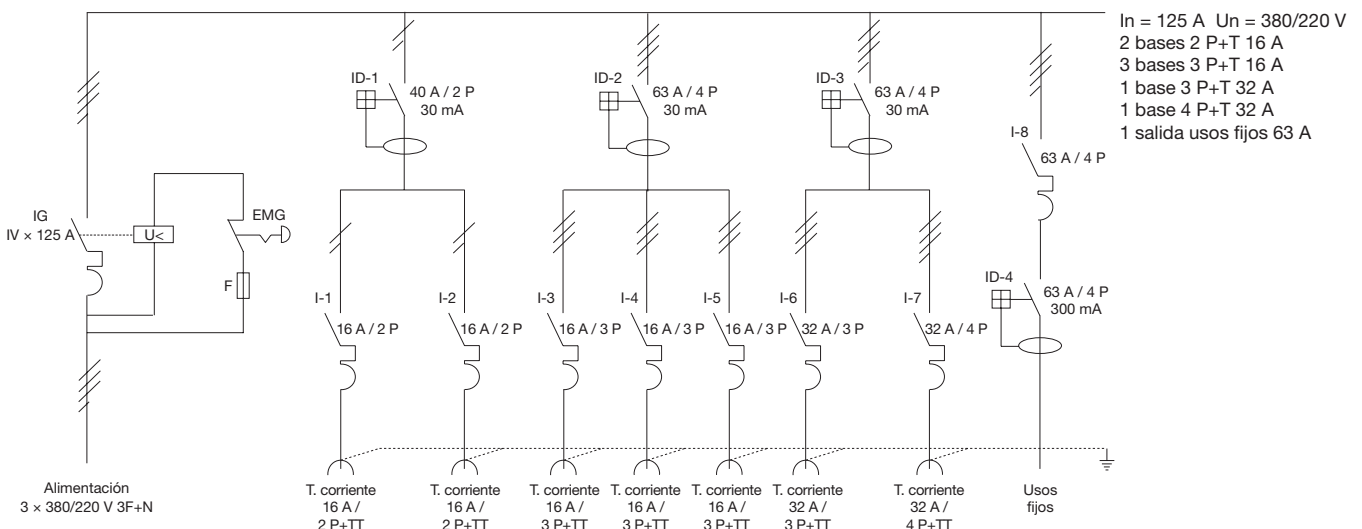 In = 125 A Un = 380/220 V
2 bases 2 P+T 16 A
3 bases 3 P+T 16 A
1 base 3 P+T 32 A
1 base 4 P+T 32 A
1 salida usos fijos 63 A
ID-1
40 A / 2 P
30 mA
ID-2
63 A / 4 P
30 mA
ID-3
63 A / 4 P
30 mA
I-8
63 A / 4 P
IG
IV × 125 A
U<
EMG
F
ID-4
63 A / 4 P
300 mA
I-1
16 A / 2 P
I-2
16 A / 2 P
I-3
16 A / 3 P
I-4
16 A / 3 P
I-5
16 A / 3 P
I-6
32 A / 3 P
I-7
32 A / 4 P
Alimentación
3 × 380/220 V 3F+N
T. corriente
16 A /
2 P+TT
T. corriente
16 A /
2 P+TT
T. corriente
16 A /
3 P+TT
T. corriente
16 A /
3 P+TT
T. corriente
16 A /
3 P+TT
T. corriente
32 A /
3 P+TT
T. corriente
32 A /
4 P+TT
Usos
fijos